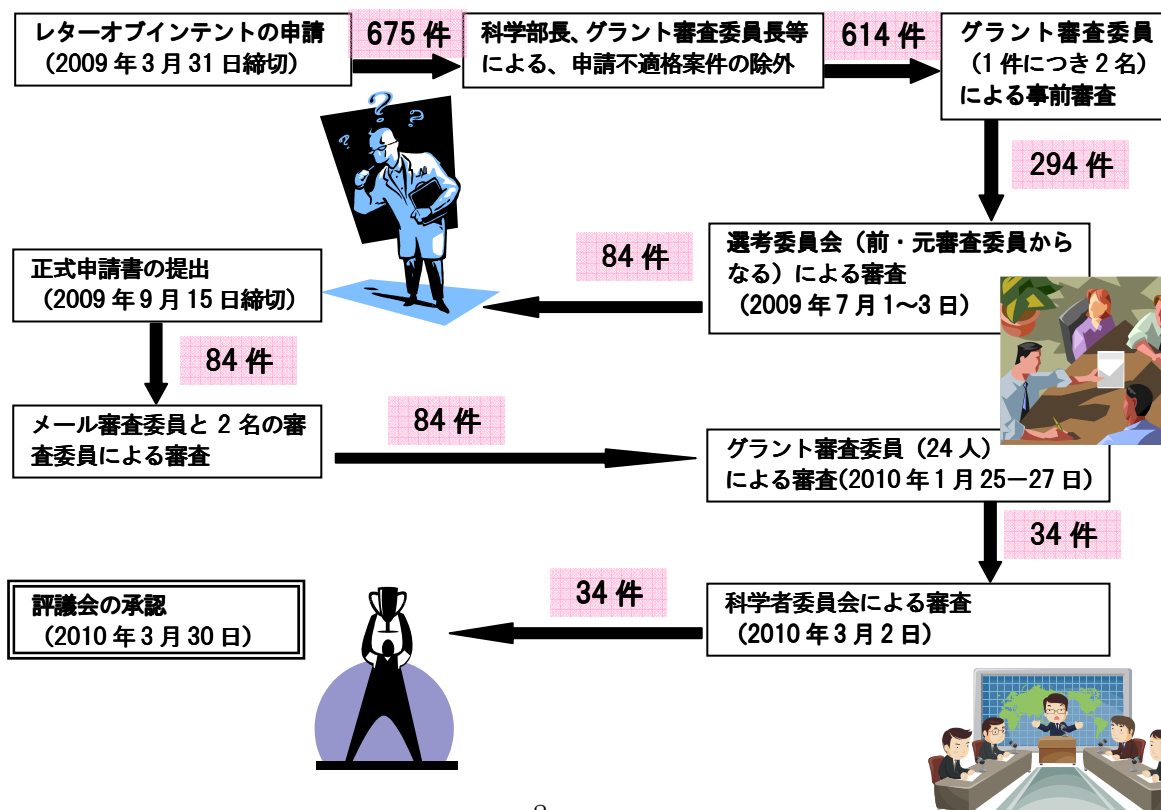 レターオブインテントの申請
（2009 年 3 月 31 日締切）
675 件
科学部長、グラント審査委員長等
による、申請不適格案件の除外
614 件
グラント審査委員
（1 件につき 2 名）
による事前審査
294 件
選考委員会（前・元審査委員から
なる）による審査
（2009 年 7 月 1～3 日）
84 件
正式申請書の提出
（2009 年 9 月 15 日締切）
84 件
メール審査委員と 2 名の審
査委員による審査
84 件
グラント審査委員（24 人）
による審査(2010 年 1 月 25－27 日）
34 件
科学者委員会による審査
（2010 年 3 月 2 日）
34 件
評議会の承認
（2010 年 3 月 30 日）